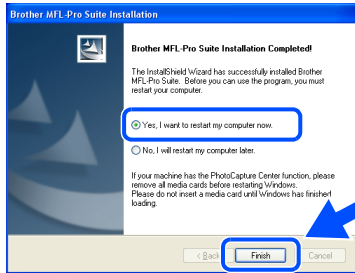 Brother MFL-Pro Suite Installation
Brother MFL-Pro Suite Installation Completed!
The InstallShield Wizard has successfully installed Brother
MFL-Pro Suite. Before you can use the program, you must
restart your computer.
Yes, I want to restart my computer now.
No, I will restart my computer later.
If your machine has the PhotoCapture Center function, please
remove all media cards before restarting Windows.
Please do not insert a media card until Windows has finished
loading.
< Back Finish Cancel